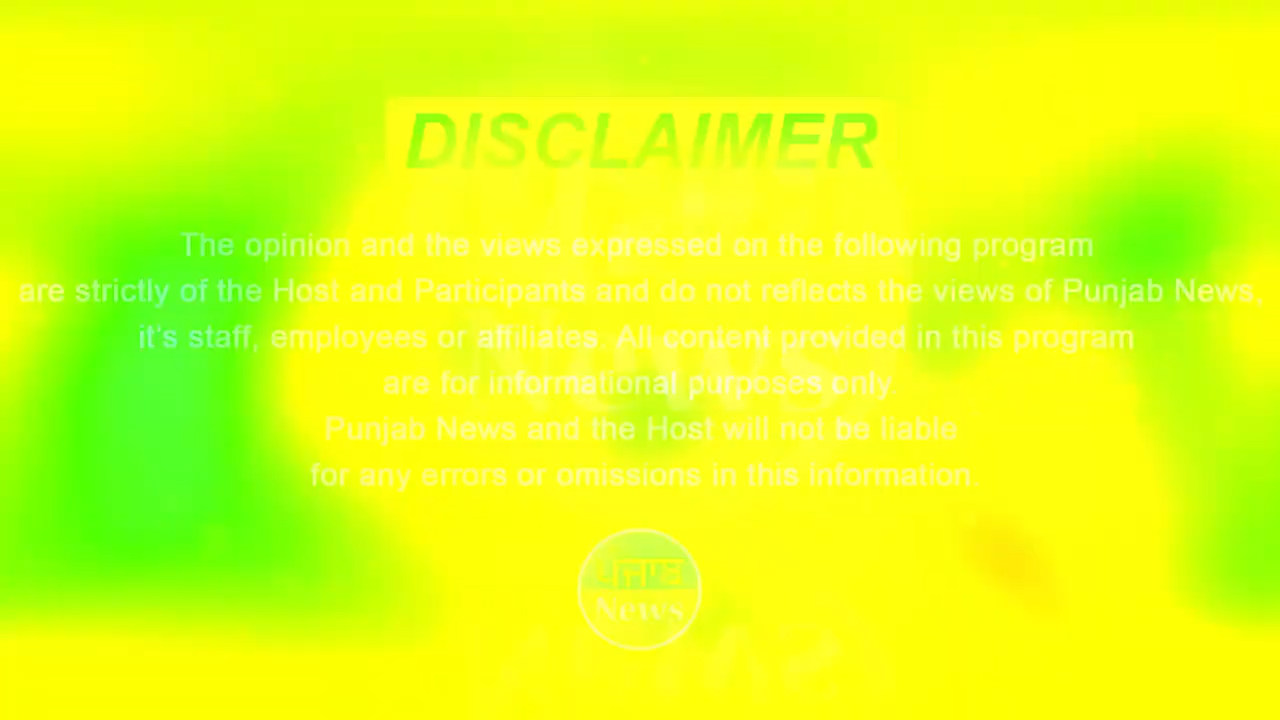 DISCLAIMER
The opinion and the views expressed on the following program
are strictly of the Host and Participants and do not reflects the views of Punjab News,
it's staff, employees or affiliates. All content provided in this program
are for informational purposes only.
Punjab News and the Host will not be liable
for any errors or omissions in this information.
ਪੰਜਾਬ
News